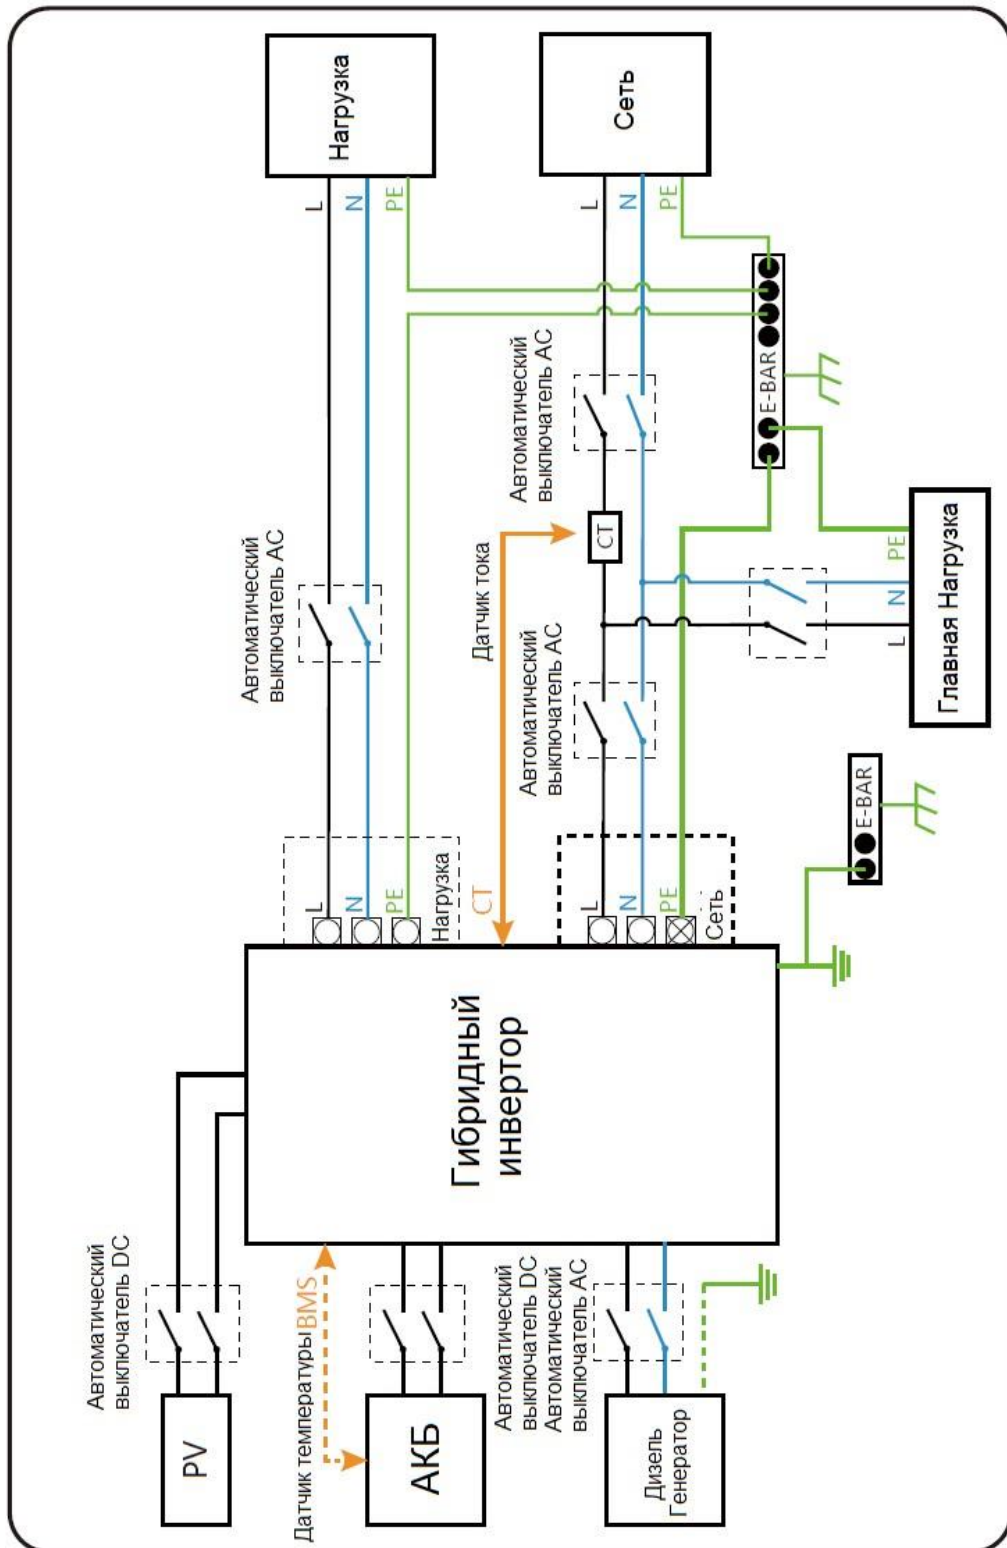 Автоматический
выключатель DC
PV
Датчик температуры BMS
АКБ
Автоматический
выключатель DC
Автоматический
выключатель AC
Дизель
Генератор
Гибридный
инвертор
L
N
PE
Нагрузка
CT
L
N
PE
Сеть
Автоматический
выключатель AC
L
N
PE
Нагрузка
Датчик тока
Автоматический
выключатель AC
CT
Автоматический
выключатель AC
L
N
PE
Сеть
E-BAR
E-BAR
L
N
PE
Главная Нагрузка